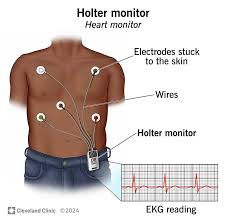 Holter monitor
Heart monitor
Electrodes stuck
to the skin
Wires
Holter monitor
EKG reading
Cleveland Clinic ©2024